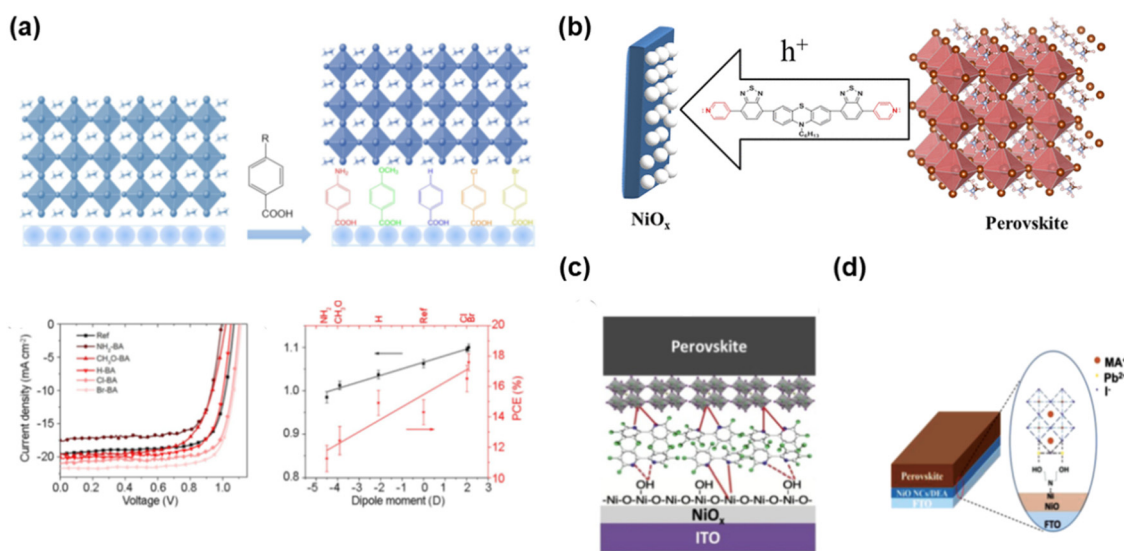 (a)
R
COOH
NH₂
OCH₃
H
Cl
Br
COOH
COOH
COOH
COOH
COOH
(b)
h⁺
N
S
N
N
S
N
S
N
C₆H₁₃
N
N
NiOₓ
Perovskite
Current density (mA cm⁻²)
0
-5
-10
-15
-20
0.0
0.2
0.4
0.6
0.8
1.0
Voltage (V)
Ref
NH₂-BA
CH₃O-BA
H-BA
Cl-BA
Br-BA
NH₂
CH₃O
H
Ref
Cl
Br
1.1
1.0
0.9
0.8
20
18
16
14
12
10
8
PCE (%)
-5
-4
-3
-2
-1
0
1
2
3
Dipole moment (D)
(c)
Perovskite
OH
OH
OH
-Ni-O-Ni-O-Ni-O-Ni-O-Ni-O-
NiOₓ
ITO
(d)
MA⁺
Pb²⁺
I⁻
HO
OH
N
Ni
NiO
FTO
Perovskite
NiO NCs/DEA
FTO